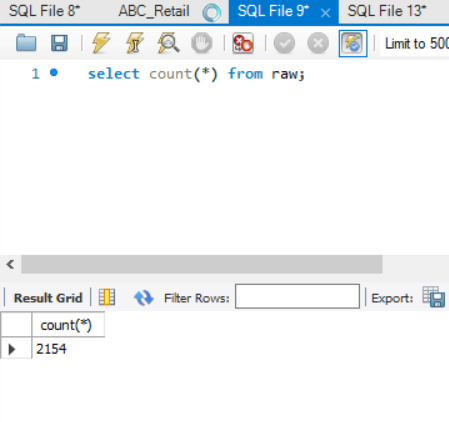 SQL File 8* ABC_Retail SQL File 9* × SQL File 13*
Limit to 500
1 select count(*) from raw;
Result Grid Filter Rows: Export:
count(*)
2154